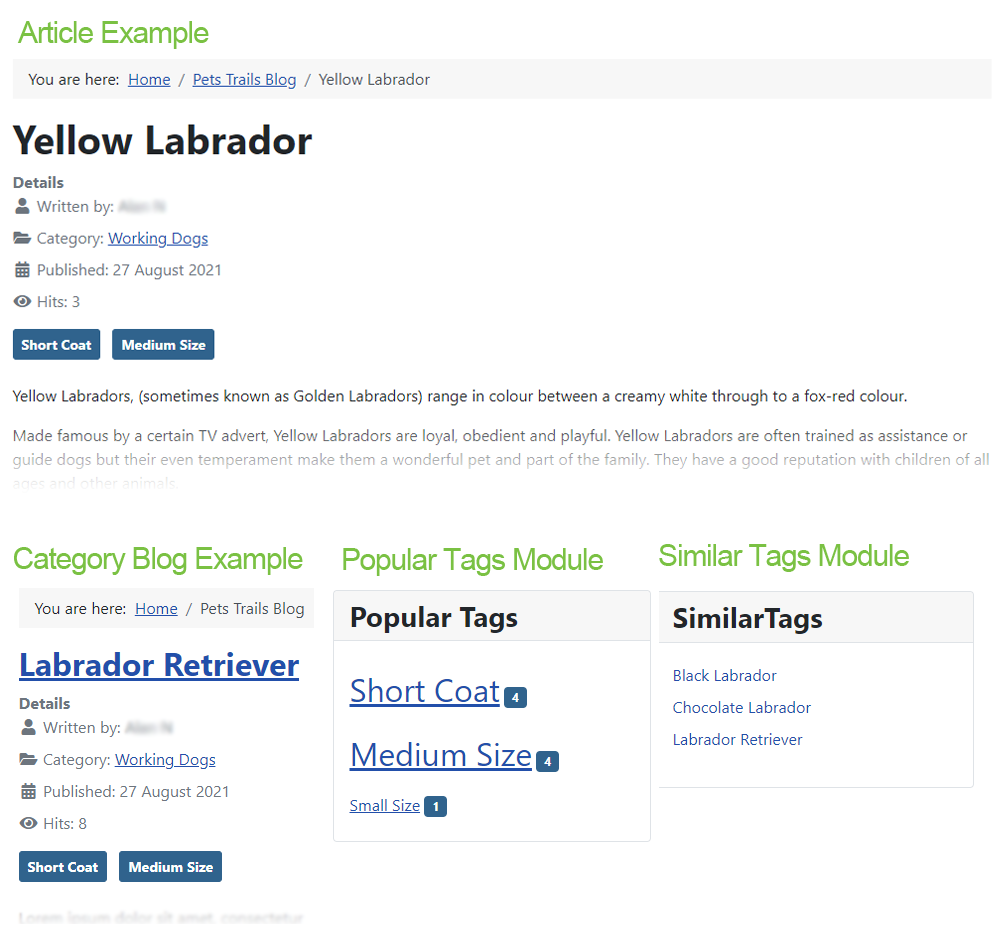 Article Example
You are here: Home / Pets Trails Blog / Yellow Labrador
Yellow Labrador
Details
Written by:
Category: Working Dogs
Published: 27 August 2021
Hits: 3
Short Coat Medium Size
Yellow Labradors, (sometimes known as Golden Labradors) range in colour between a creamy white through to a fox-red colour.
Made famous by a certain TV advert, Yellow Labradors are loyal, obedient and playful. Yellow Labradors are often trained as assistance or
guide dogs but their even temperament make them a wonderful pet and part of the family. They have a good reputation with children of all
ages and other animals.
Category Blog Example
You are here: Home / Pets Trails Blog
Labrador Retriever
Details
Written by:
Category: Working Dogs
Published: 27 August 2021
Hits: 8
Short Coat Medium Size
Lorem ipsum dolor sit amet, consectetur
Popular Tags Module
Popular Tags
Short Coat 4
Medium Size 4
Small Size 1
Similar Tags Module
SimilarTags
Black Labrador
Chocolate Labrador
Labrador Retriever